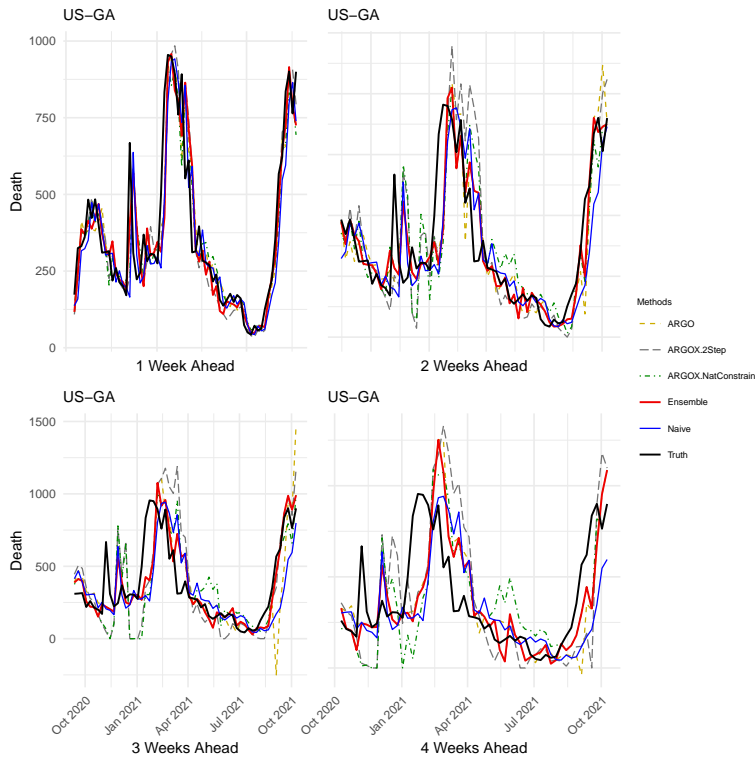 US−GA
US−GA
1000
750
500
250
0
Death
1 Week Ahead
2 Weeks Ahead
US−GA
US−GA
1500
1000
500
0
Death
Oct 2020
Jan 2021
Apr 2021
Jul 2021
Oct 2021
Oct 2020
Jan 2021
Apr 2021
Jul 2021
Oct 2021
3 Weeks Ahead
4 Weeks Ahead
Methods
ARGO
ARGOX.2Step
ARGOX.NatConstrain
Ensemble
Naive
Truth